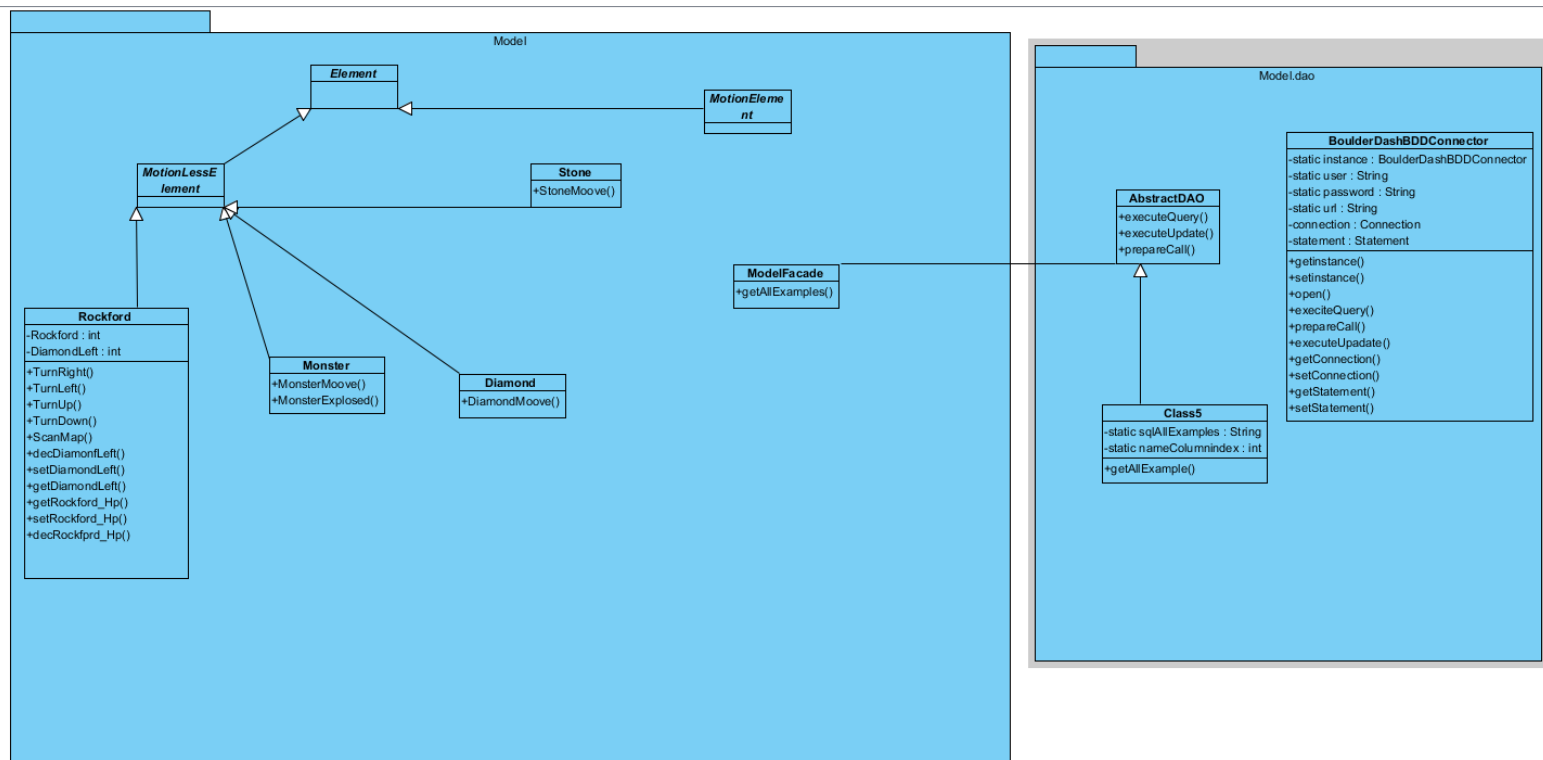 Model
Element
MotionEleme
nt
MotionLessE
lement
Stone
+StoneMoove()
ModelFacade
+getAllExamples()
Rockford
-Rockford : int
-DiamondLeft : int
+TurnRight()
+TurnLeft()
+TurnUp()
+TurnDown()
+ScanMap()
+decDiamonfLeft()
+setDiamondLeft()
+getDiamondLeft()
+getRockford_Hp()
+setRockford_Hp()
+decRockfprd_Hp()
Monster
+MonsterMoove()
+MonsterExplosed()
Diamond
+DiamondMoove()
Model.dao
BoulderDashBDDConnector
-static instance : BoulderDashBDDConnector
-static user : String
-static password : String
-static url : String
-connection : Connection
-statement : Statement
+getinstance()
+setinstance()
+open()
+execiteQuery()
+prepareCall()
+executeUpadate()
+getConnection()
+setConnection()
+getStatement()
+setStatement()
AbstractDAO
+executeQuery()
+executeUpdate()
+prepareCall()
Class5
-static sqlAllExamples : String
-static nameColumnindex : int
+getAllExample()